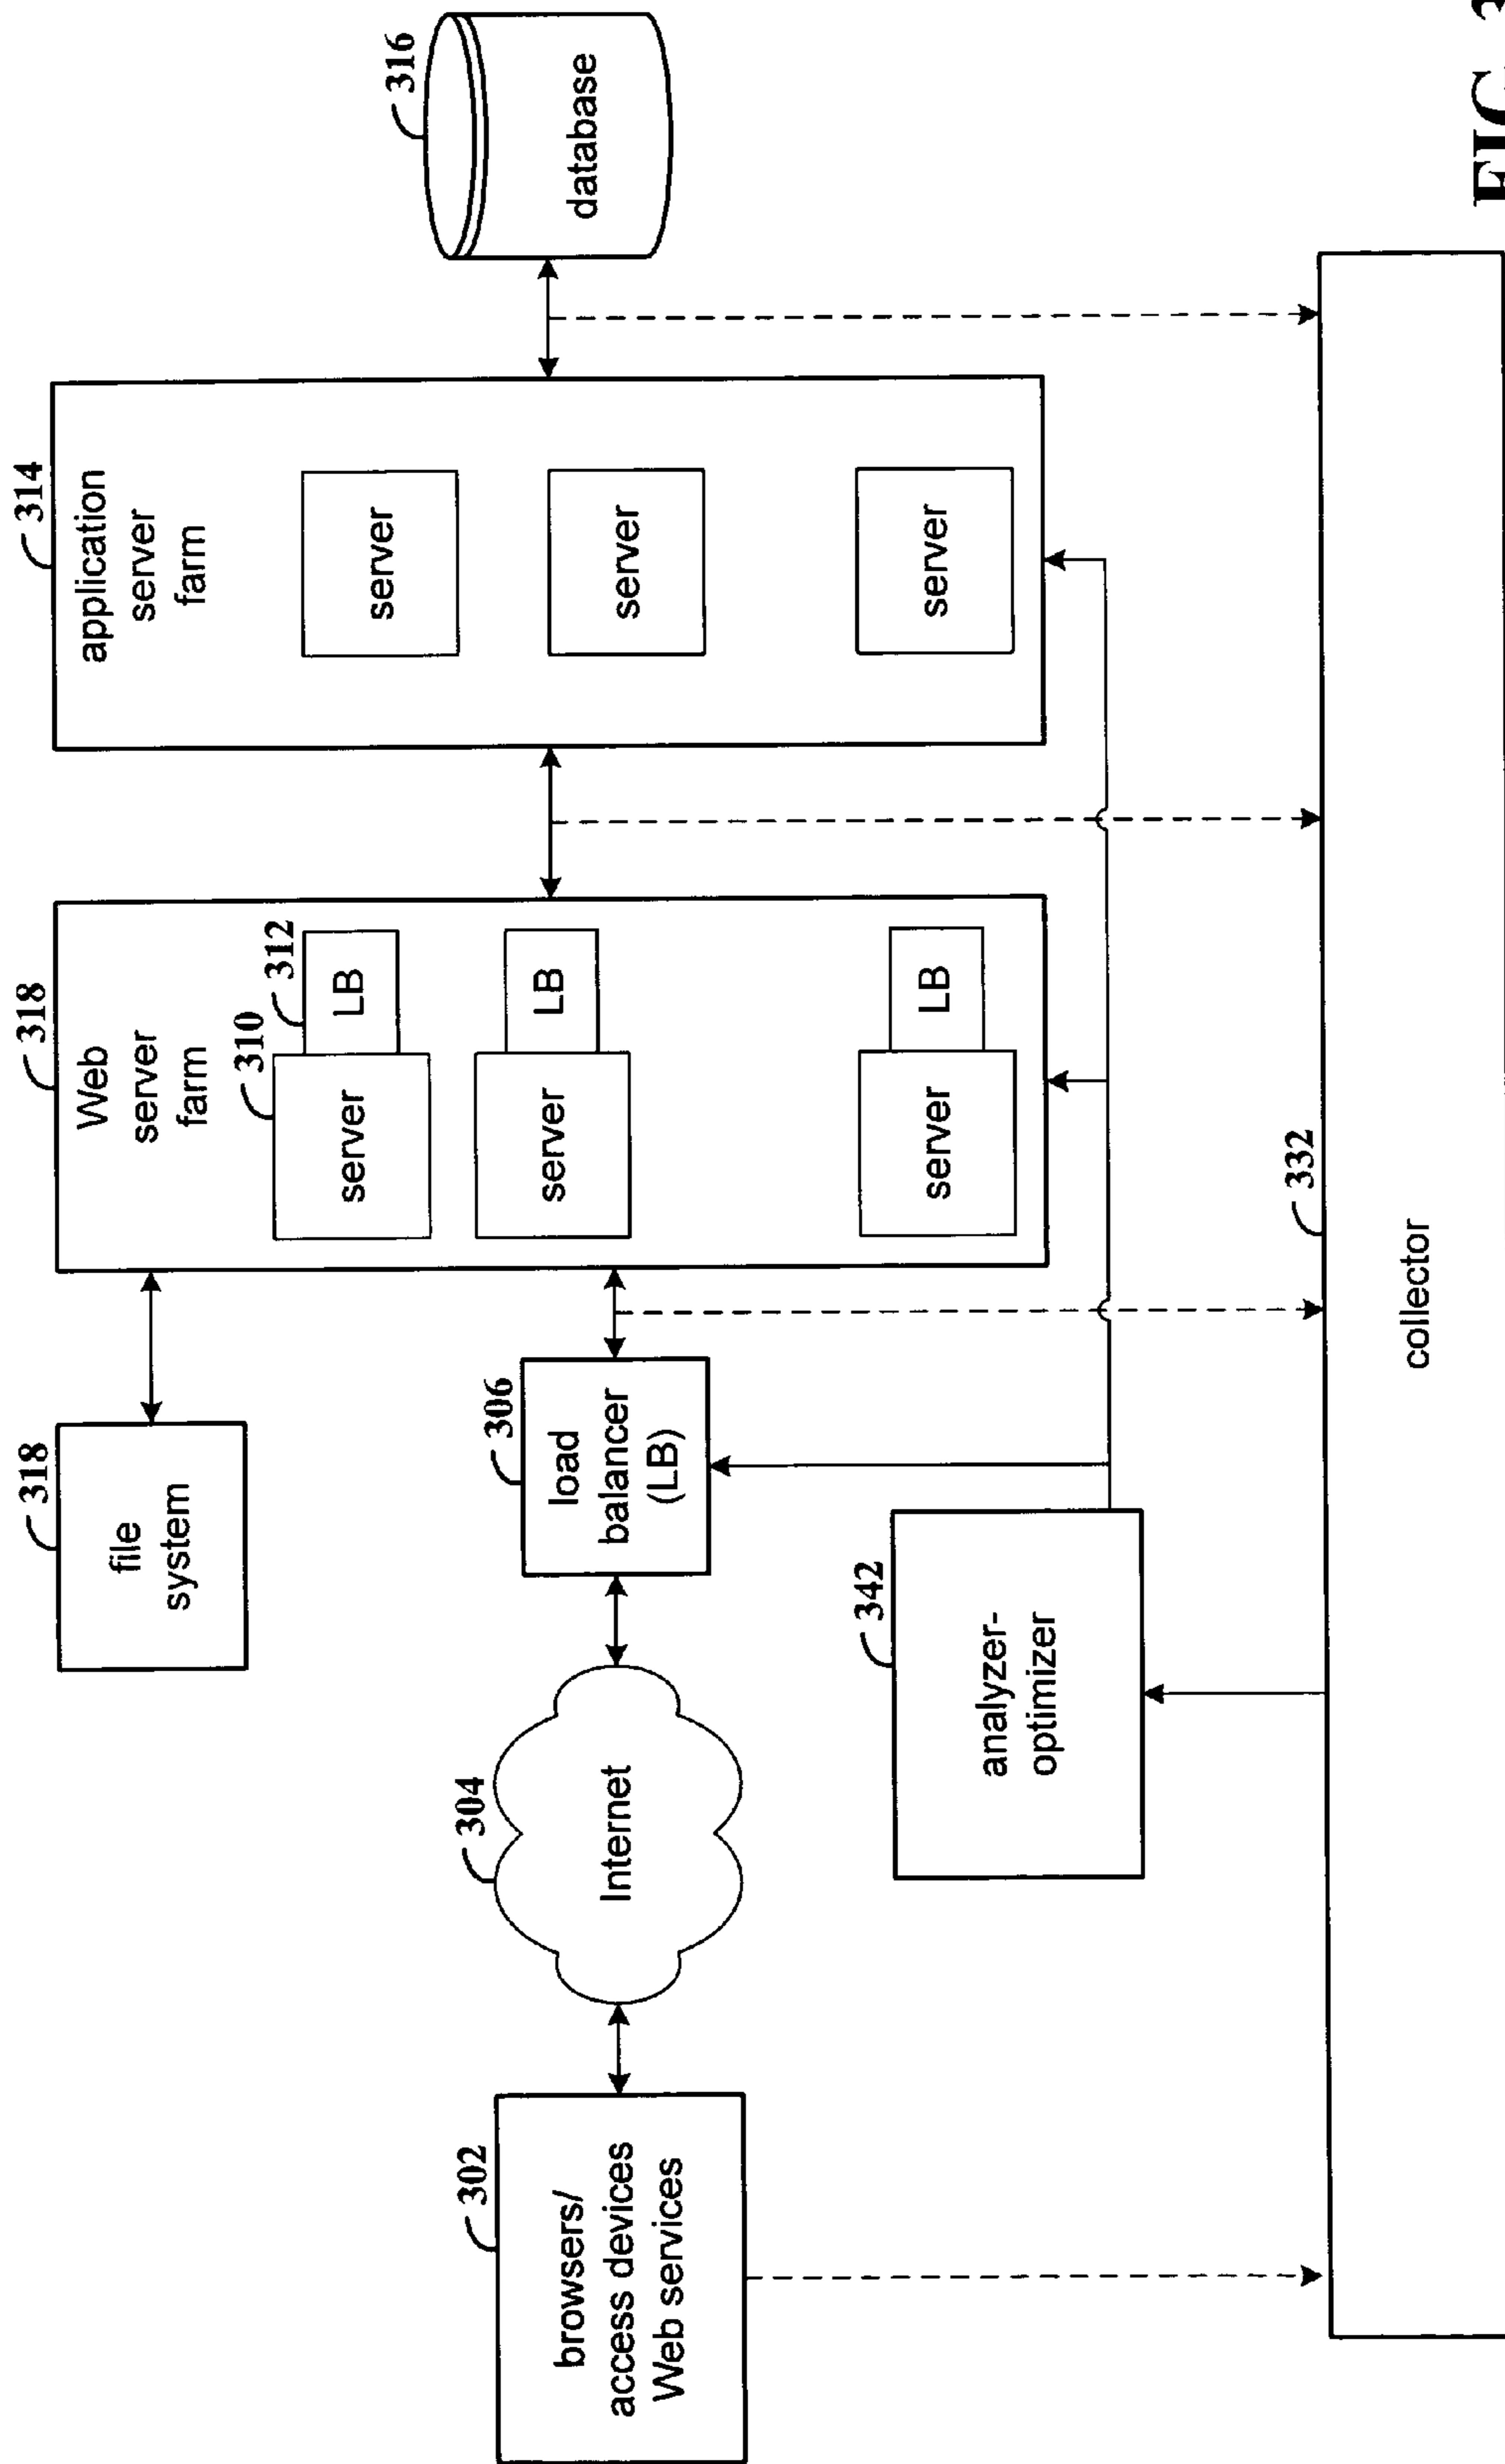 318
file
system
318
Web
server
farm
310
312
server
LB
server
LB
server
LB
314
application
server
farm
server
server
server
316
database
302
browsers/
access devices
Web services
304
Internet
306
load
balancer
(LB)
342
analyzer-
optimizer
332
collector
FIG. 3